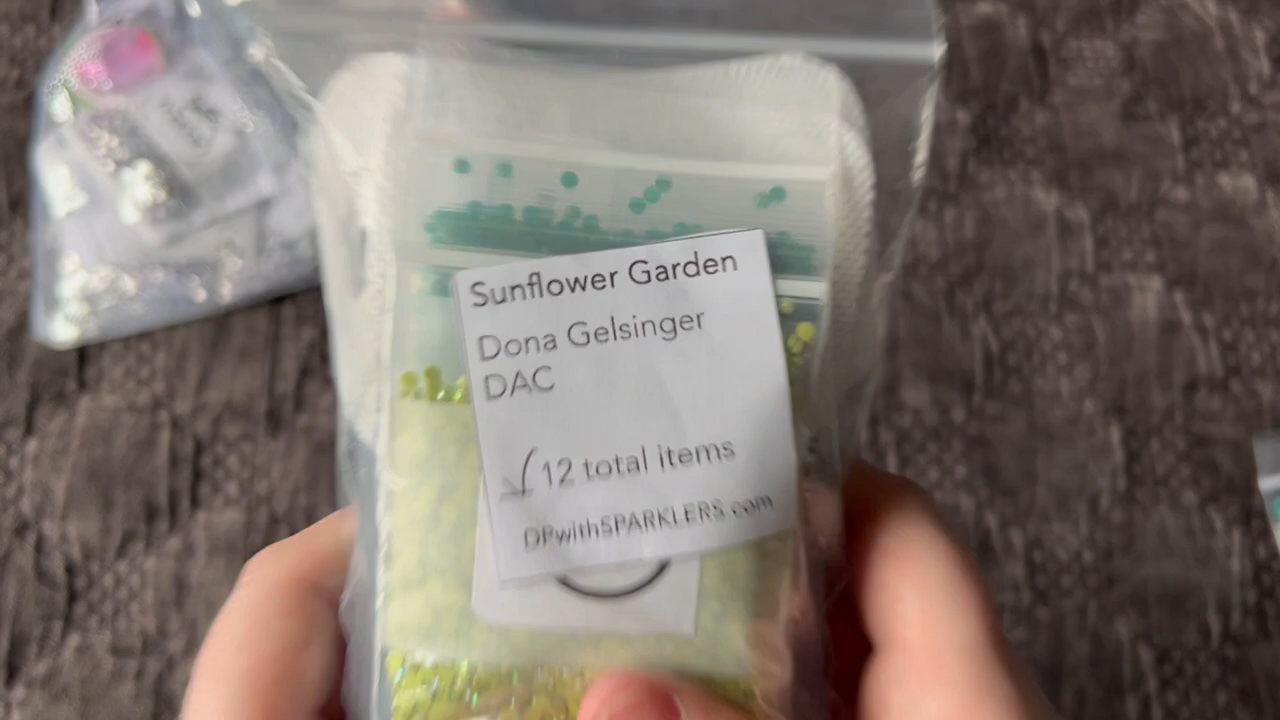 Sunflower Garden
Dona Gelsinger
DAC
12 total items
DPwithSPARKLERS.com